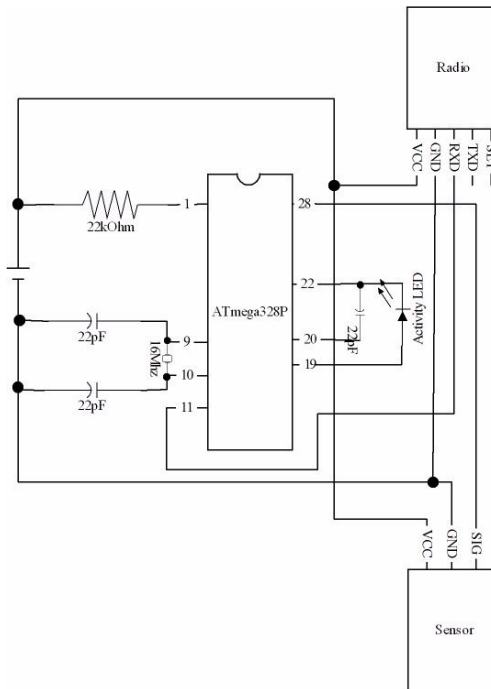 Radio
VCC
GND
RXD
TXD
SET
22kOhm
1
28
ATmega328P
22
22pF
20
19
Activity LED
22pF
9
16Mhz
10
22pF
11
VCC
GND
SIG
Sensor